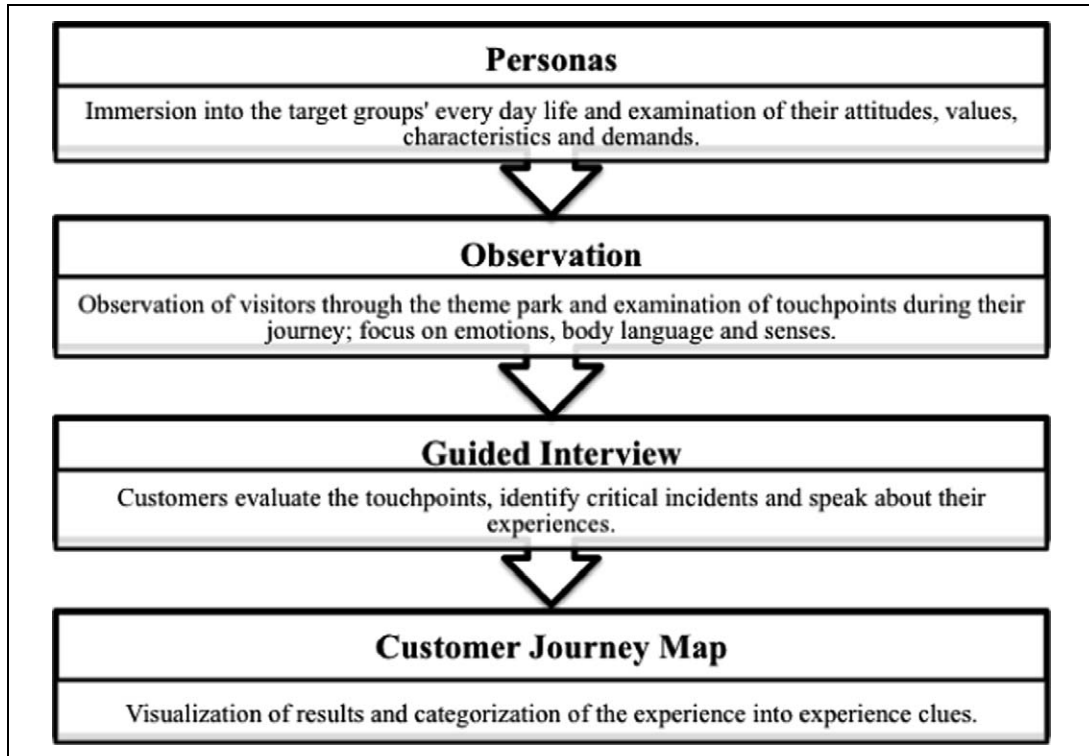 Personas
Immersion into the target groups' every day life and examination of their attitudes, values,
characteristics and demands.
Observation
Observation of visitors through the theme park and examination of touchpoints during their
journey; focus on emotions, body language and senses.
Guided Interview
Customers evaluate the touchpoints, identify critical incidents and speak about their
experiences.
Customer Journey Map
Visualization of results and categorization of the experience into experience clues.